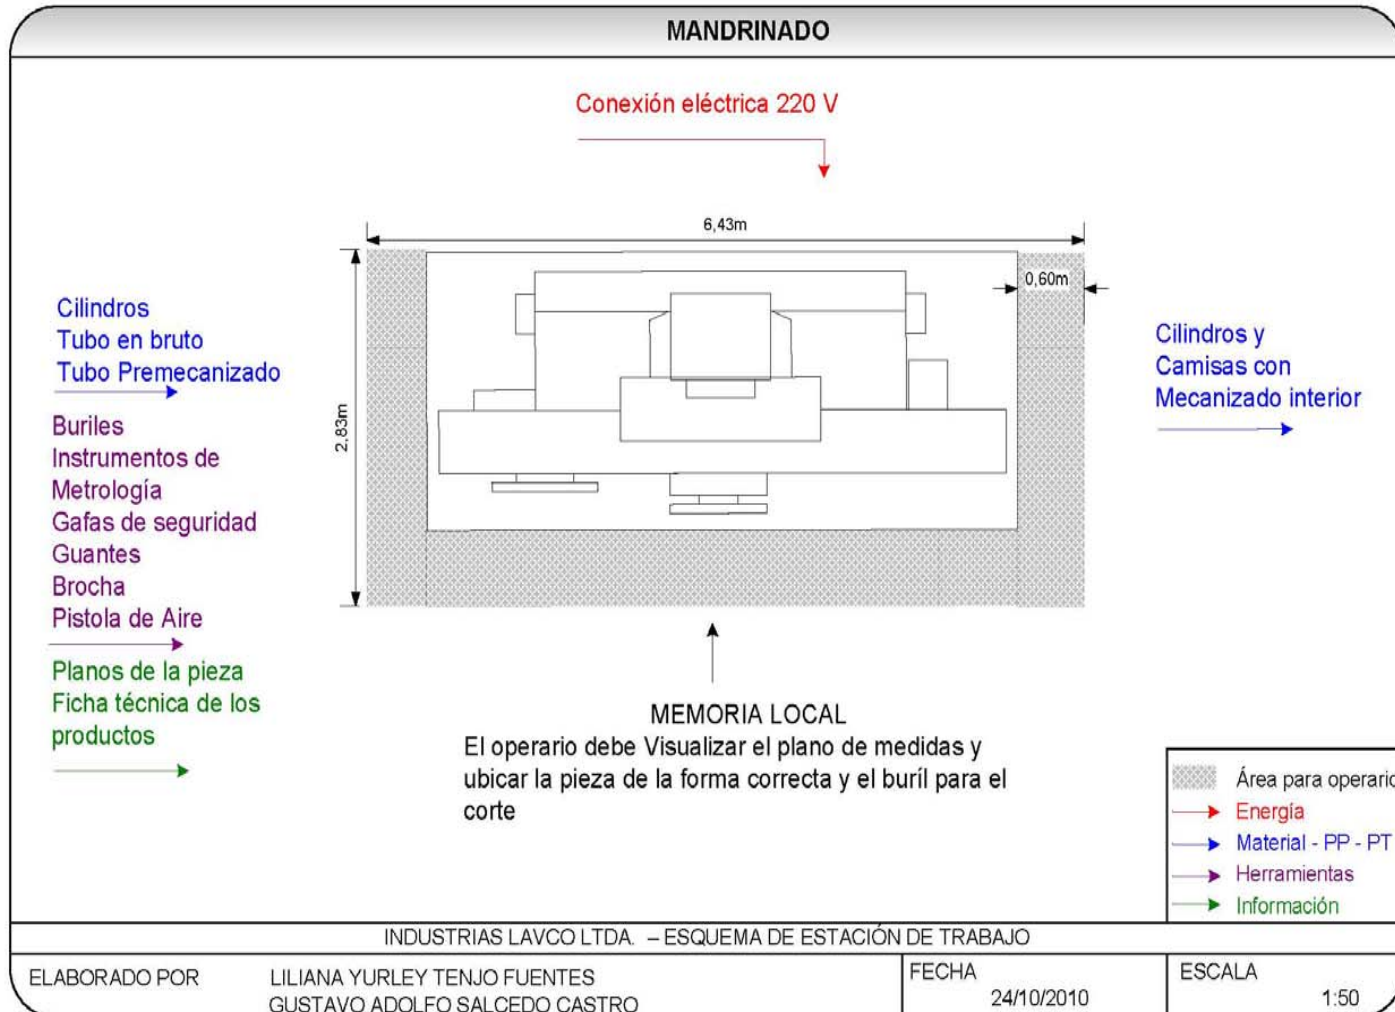 MANDRINADO
Conexión eléctrica 220 V
6,43m
0,60m
2.83m
Cilindros
Tubo en bruto
Tubo Premecanizado
Buriles
Instrumentos de
Metrología
Gafas de seguridad
Guantes
Brocha
Pistola de Aire
Planos de la pieza
Ficha técnica de los
productos
Cilindros y
Camisas con
Mecanizado interior
MEMORIA LOCAL
El operario debe Visualizar el plano de medidas y
ubicar la pieza de la forma correcta y el buríl para el
corte
Área para operario
Energía
Material - PP - PT
Herramientas
Información
INDUSTRIAS LAVCO LTDA. – ESQUEMA DE ESTACIÓN DE TRABAJO
ELABORADO POR
LILIANA YURLEY TENJO FUENTES
GUSTAVO ADOLFO SALCEDO CASTRO
FECHA
24/10/2010
ESCALA
1:50